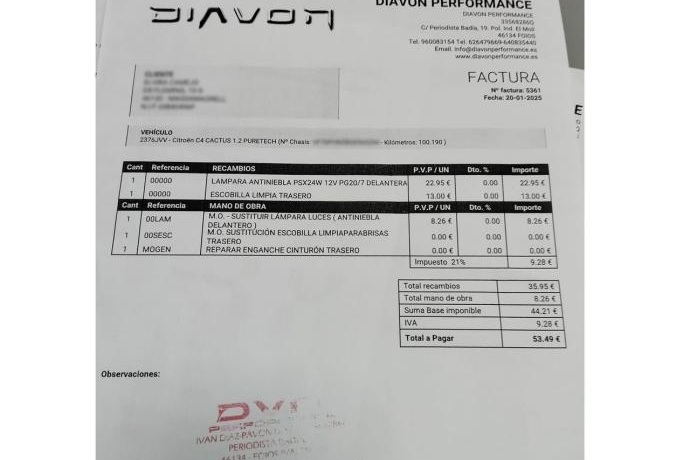 DIAVON
DIAVON PERFORMANCE
DIAVON PERFORMANCE
33568286G
C/ Periodista Badia, 19. Pol. Ind. El Molí
46134 FOIOS
Tel. 960083154 Tel. 626479669-640835440
Email: info@diavonperformance.es
www.diavonperformance.es
CLIENTE
FACTURA
Nº factura: 5361
Fecha: 20-01-2025
VEHÍCULO
2376JVV - Citroën C4 CACTUS 1.2 PURETECH (Nº Chasis: - Kilómetros: 100.190 )
Cant Referencia RECAMBIOS P.V.P / UN Dto. % Importe
1 00000 LAMPARA ANTINIEBLA PSX24W 12V PG20/7 DELANTERA 22.95 € 0.00 22.95 €
1 00000 ESCOBILLA LIMPIA TRASERO 13.00 € 0.00 13.00 €
Cant Referencia MANO DE OBRA P.V.P / UN Dto. % Importe
1 00LAM M.O. - SUSTITUIR LÁMPARA LUCES ( ANTINIEBLA DELANTERO ) 8.26 € 0.00 8.26 €
1 00SESC M.O. SUSTITUCIÓN ESCOBILLA LIMPIAPARABRISAS TRASERO 0.00 € 0.00 0.00 €
1 MOGEN REPARAR ENGANCHE CINTURÓN TRASERO 0.00 € 0.00 0.00 €
Impuesto 21% 9.28 €
Total recambios 35.95 €
Total mano de obra 8.26 €
Suma Base imponible 44.21 €
IVA 9.28 €
Total a Pagar 53.49 €
Observaciones:
IVAN DIAZ-PAVON
PERIODISTA
46134 - FOIOS